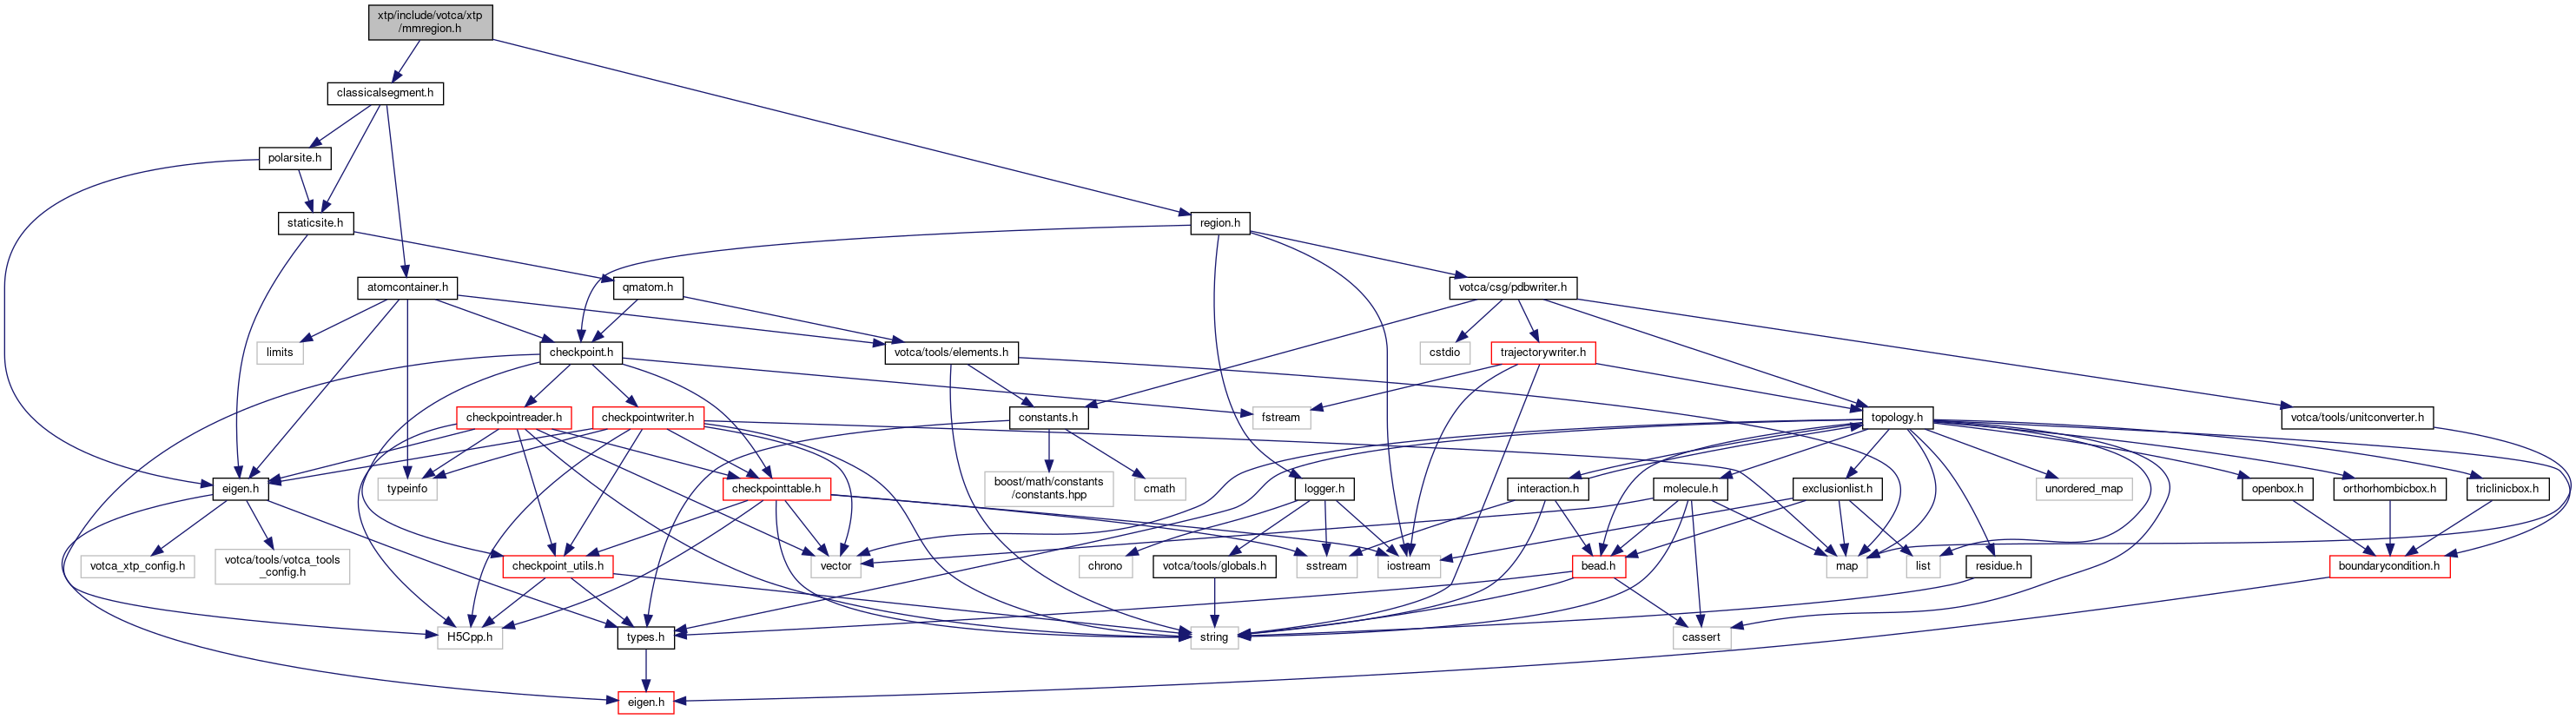 xtp/include/votca/xtp
/mmregion.h
classicalsegment.h
polarsite.h
staticsite.h
region.h
atomcontainer.h
qmatom.h
votca/csg/pdbwriter.h
limits
checkpoint.h
votca/tools/elements.h
cstdio
trajectorywriter.h
checkpointreader.h
checkpointwriter.h
constants.h
fstream
topology.h
votca/tools/unitconverter.h
eigen.h
typeinfo
checkpointtable.h
boost/math/constants
/constants.hpp
cmath
logger.h
interaction.h
molecule.h
exclusionlist.h
unordered_map
openbox.h
orthorhombicbox.h
triclinicbox.h
votca_xtp_config.h
votca/tools/votca_tools
_config.h
checkpoint_utils.h
vector
chrono
votca/tools/globals.h
sstream
iostream
bead.h
map
list
residue.h
boundarycondition.h
H5Cpp.h
types.h
string
cassert
eigen.h